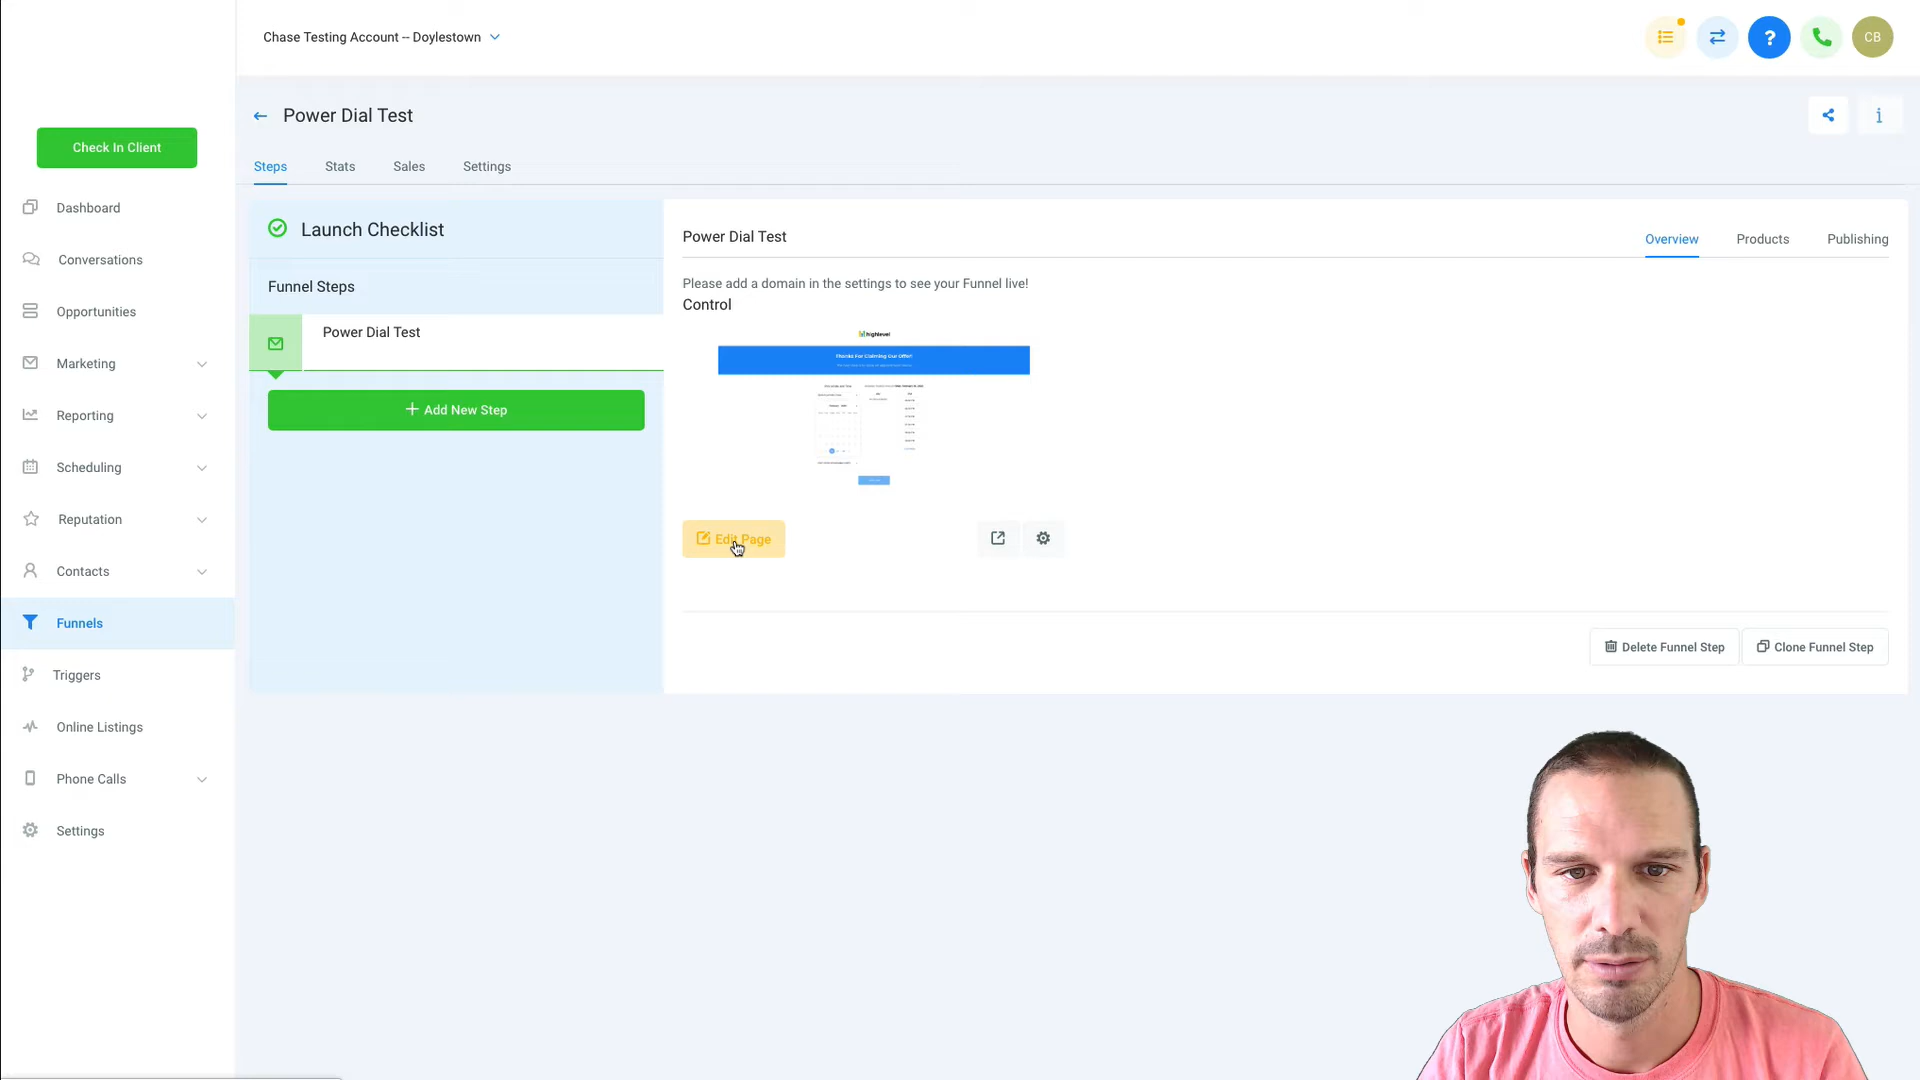 Chase Testing Account -- Doylestown
?
CB
Power Dial Test
i
Check In Client
Steps
Stats
Sales
Settings
Dashboard
Conversations
Opportunities
Marketing
Reporting
Scheduling
Reputation
Contacts
Funnels
Triggers
Online Listings
Phone Calls
Settings
Launch Checklist
Funnel Steps
Power Dial Test
+ Add New Step
Power Dial Test
Overview
Products
Publishing
Please add a domain in the settings to see your Funnel live!
Control
highlevel
Thanks For Claiming Our Offer!
Edit Page
Delete Funnel Step
Clone Funnel Step